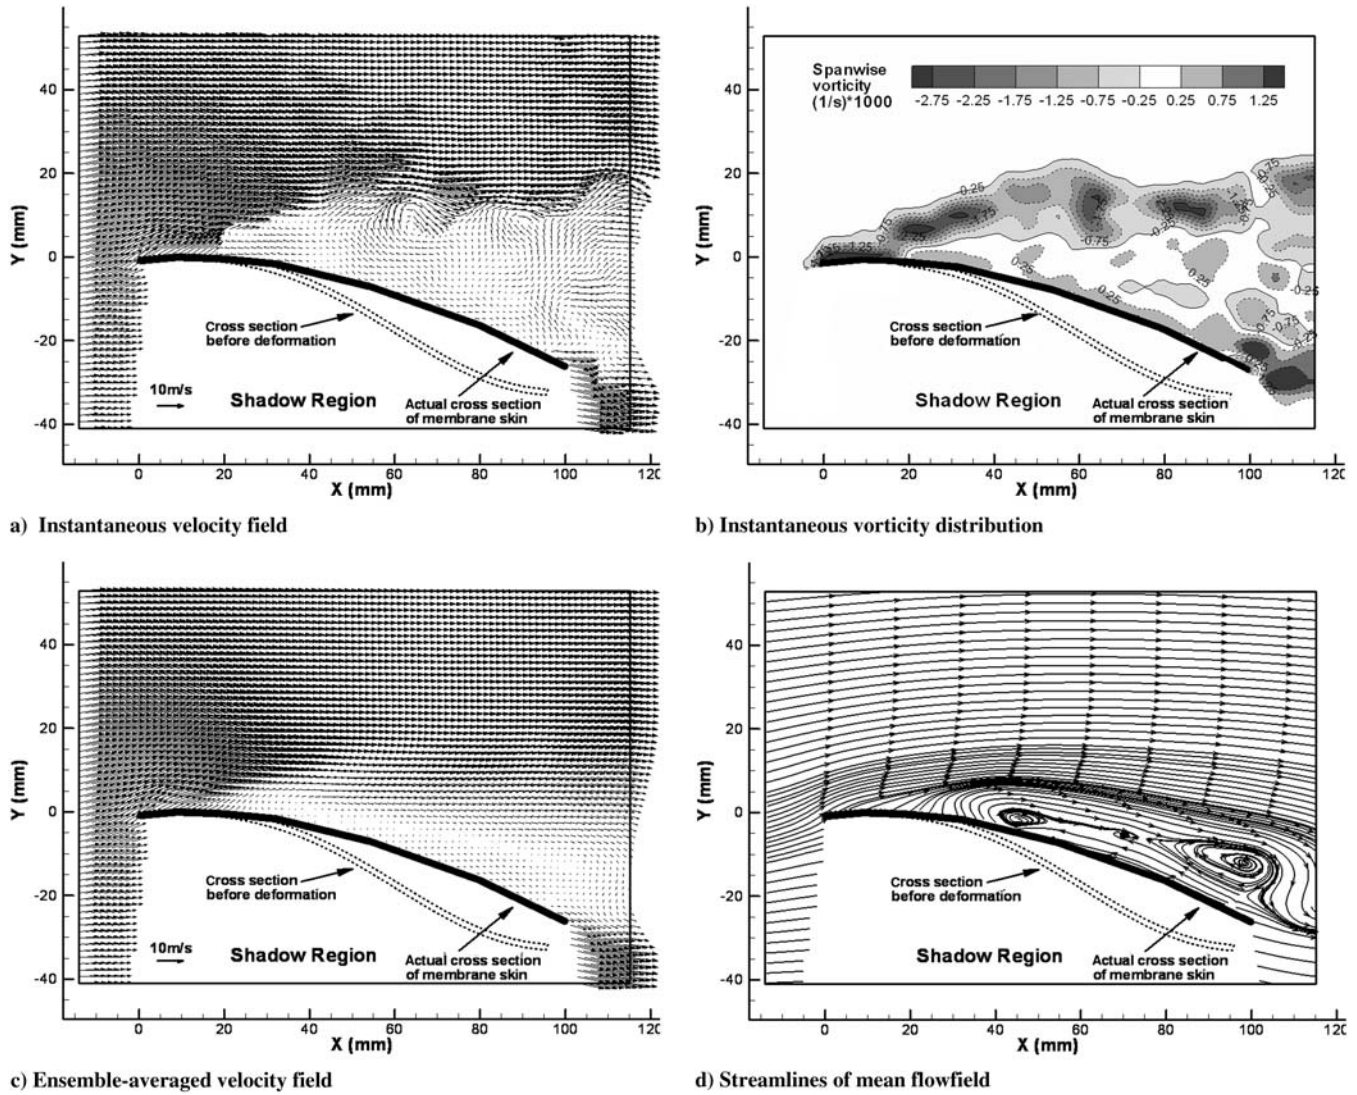 40
20
0
-20
-40
Y (mm)
Cross section
before deformation
10m/s
Shadow Region
Actual cross section
of membrane skin
0 20 40 60 80 100 120
X (mm)
a) Instantaneous velocity field
Spanwise
vorticity
(1/s)*1000
-2.75 -2.25 -1.75 -1.25 -0.75 -0.25 0.25 0.75 1.25
40
20
0
-20
-40
Y (mm)
Cross section
before deformation
Shadow Region
Actual cross section
of membrane skin
0 20 40 60 80 100 120
X (mm)
b) Instantaneous vorticity distribution
40
20
0
-20
-40
Y (mm)
Cross section
before deformation
10m/s
Shadow Region
Actual cross section
of membrane skin
0 20 40 60 80 100 120
X (mm)
c) Ensemble-averaged velocity field
40
20
0
-20
-40
Y (mm)
Cross section
before deformation
Shadow Region
Actual cross section
of membrane skin
0 20 40 60 80 100
X (mm)
d) Streamlines of mean flowfield